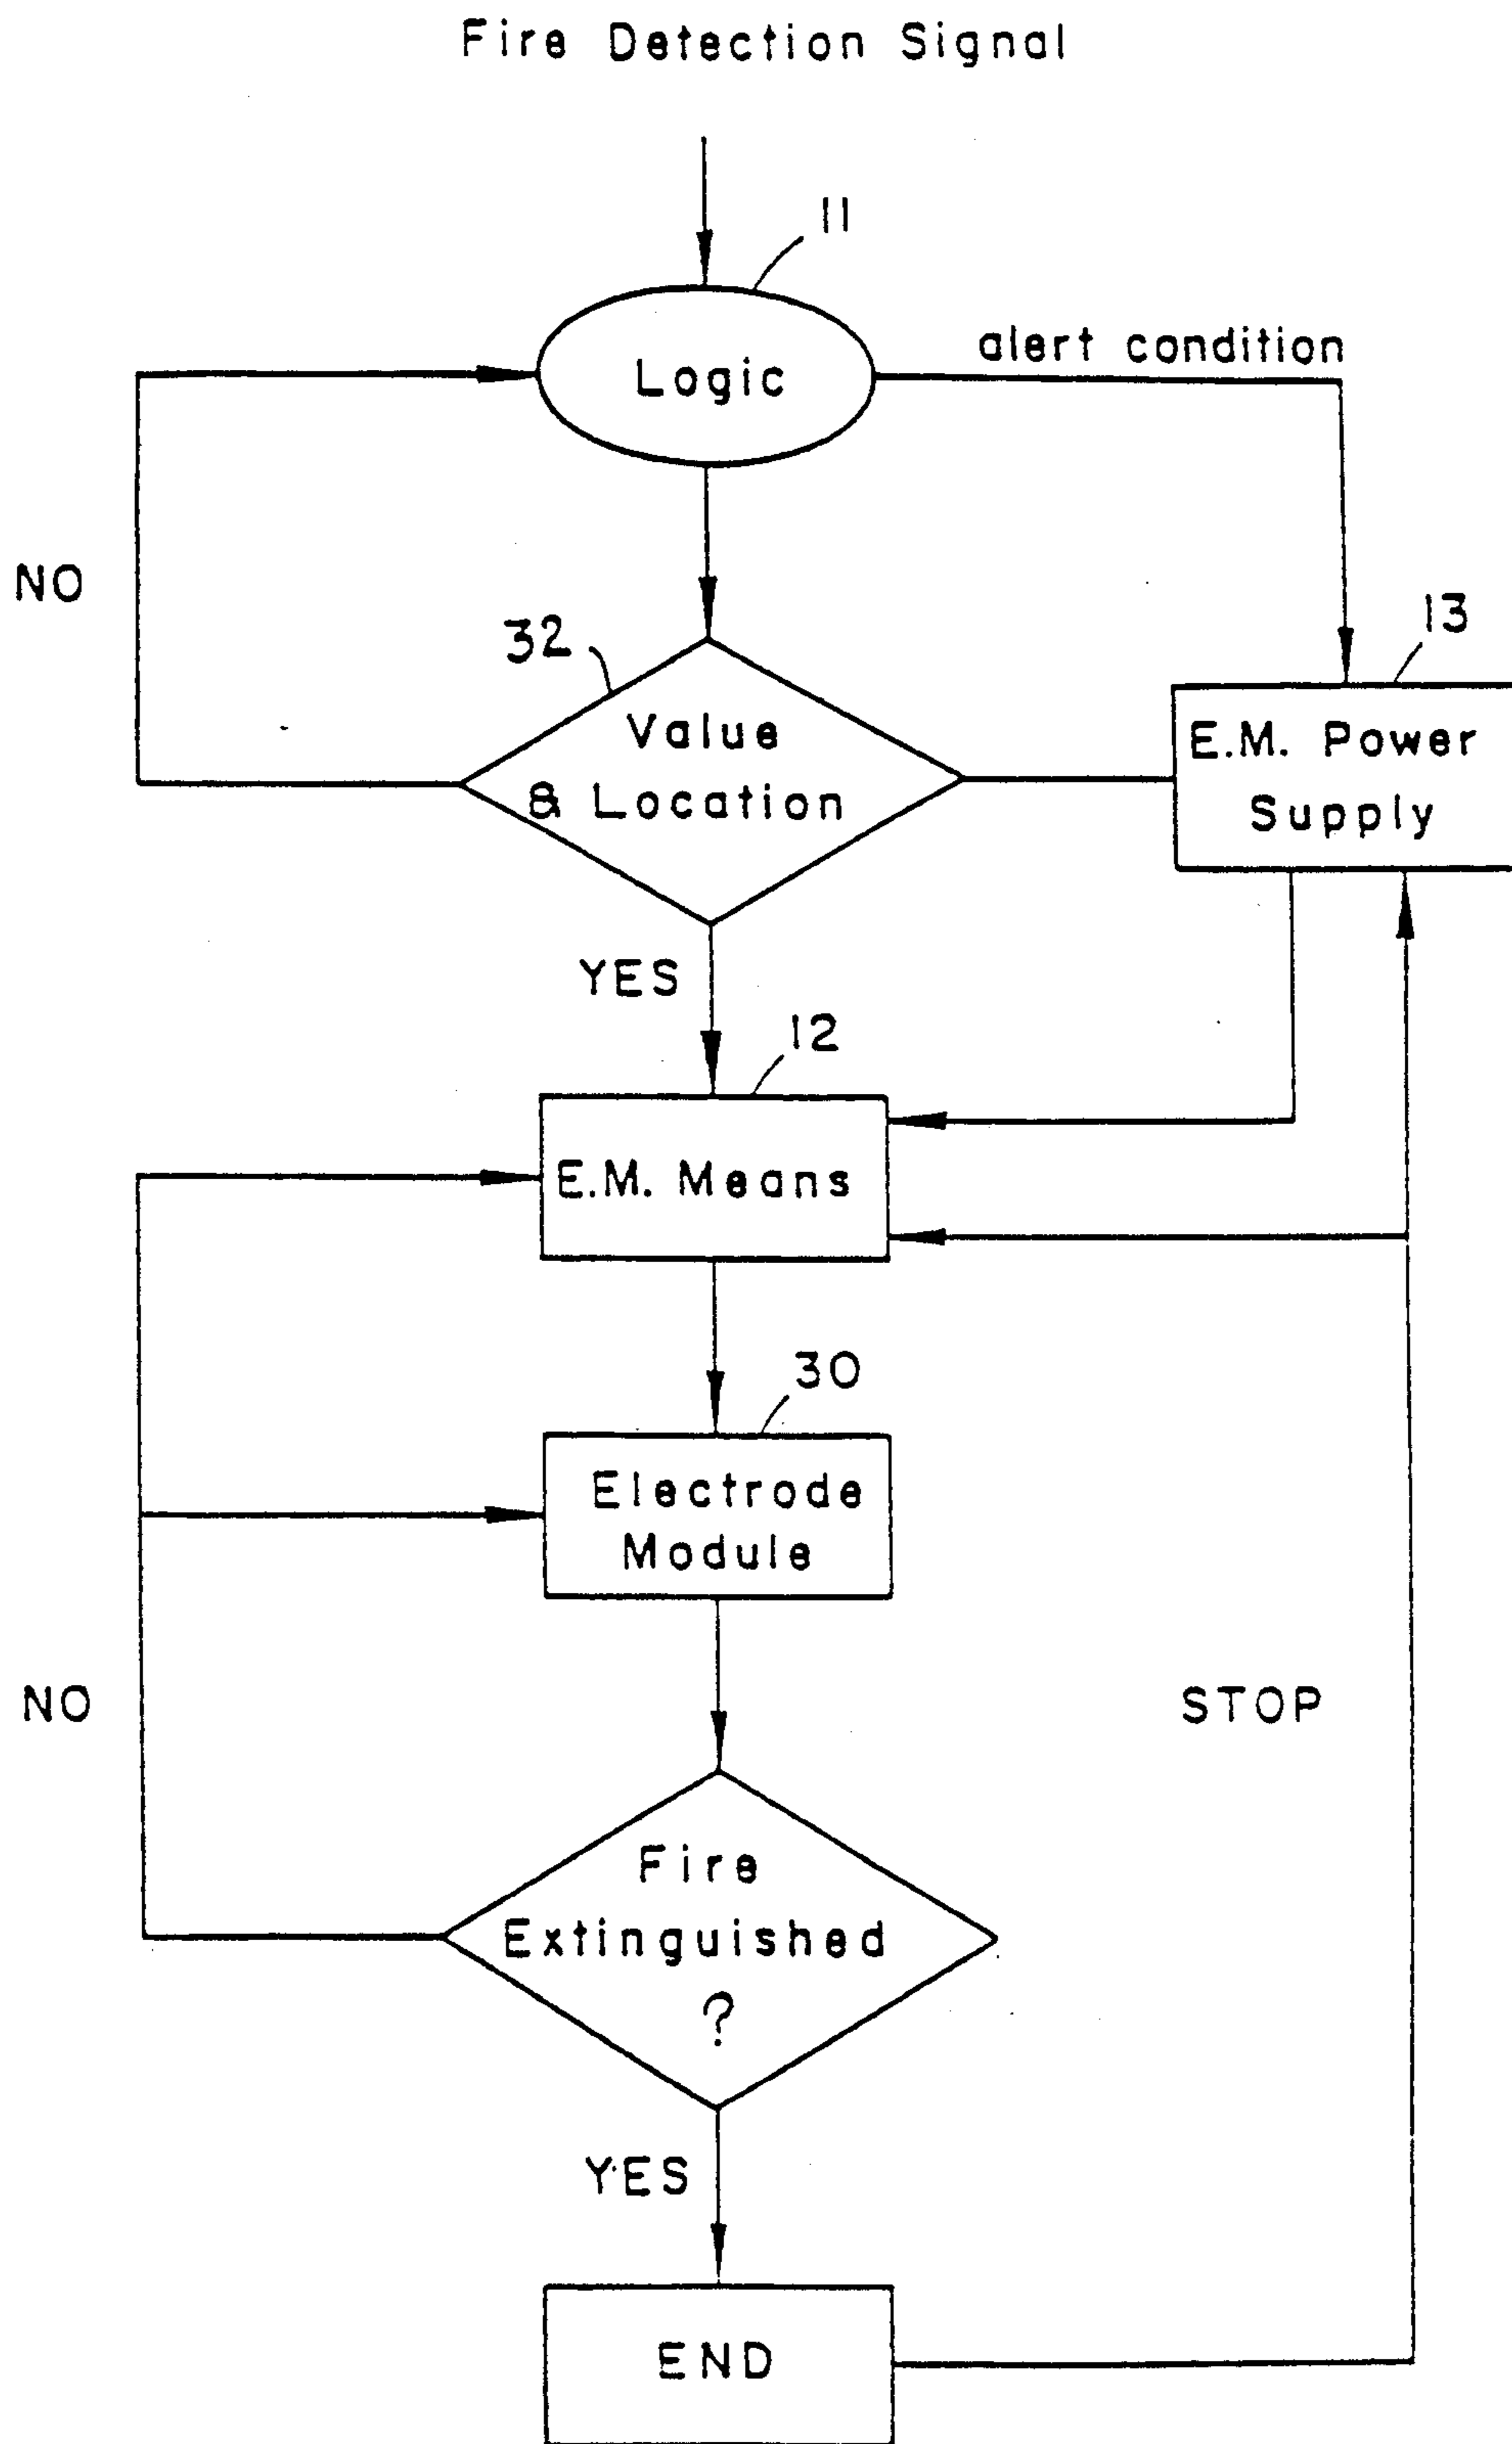 Fire Detection Signal
11
Logic
alert condition
NO
32
Value
& Location
13
E.M. Power
Supply
YES
12
E.M. Means
30
Electrode
Module
NO
STOP
Fire
Extinguished
?
YES
END